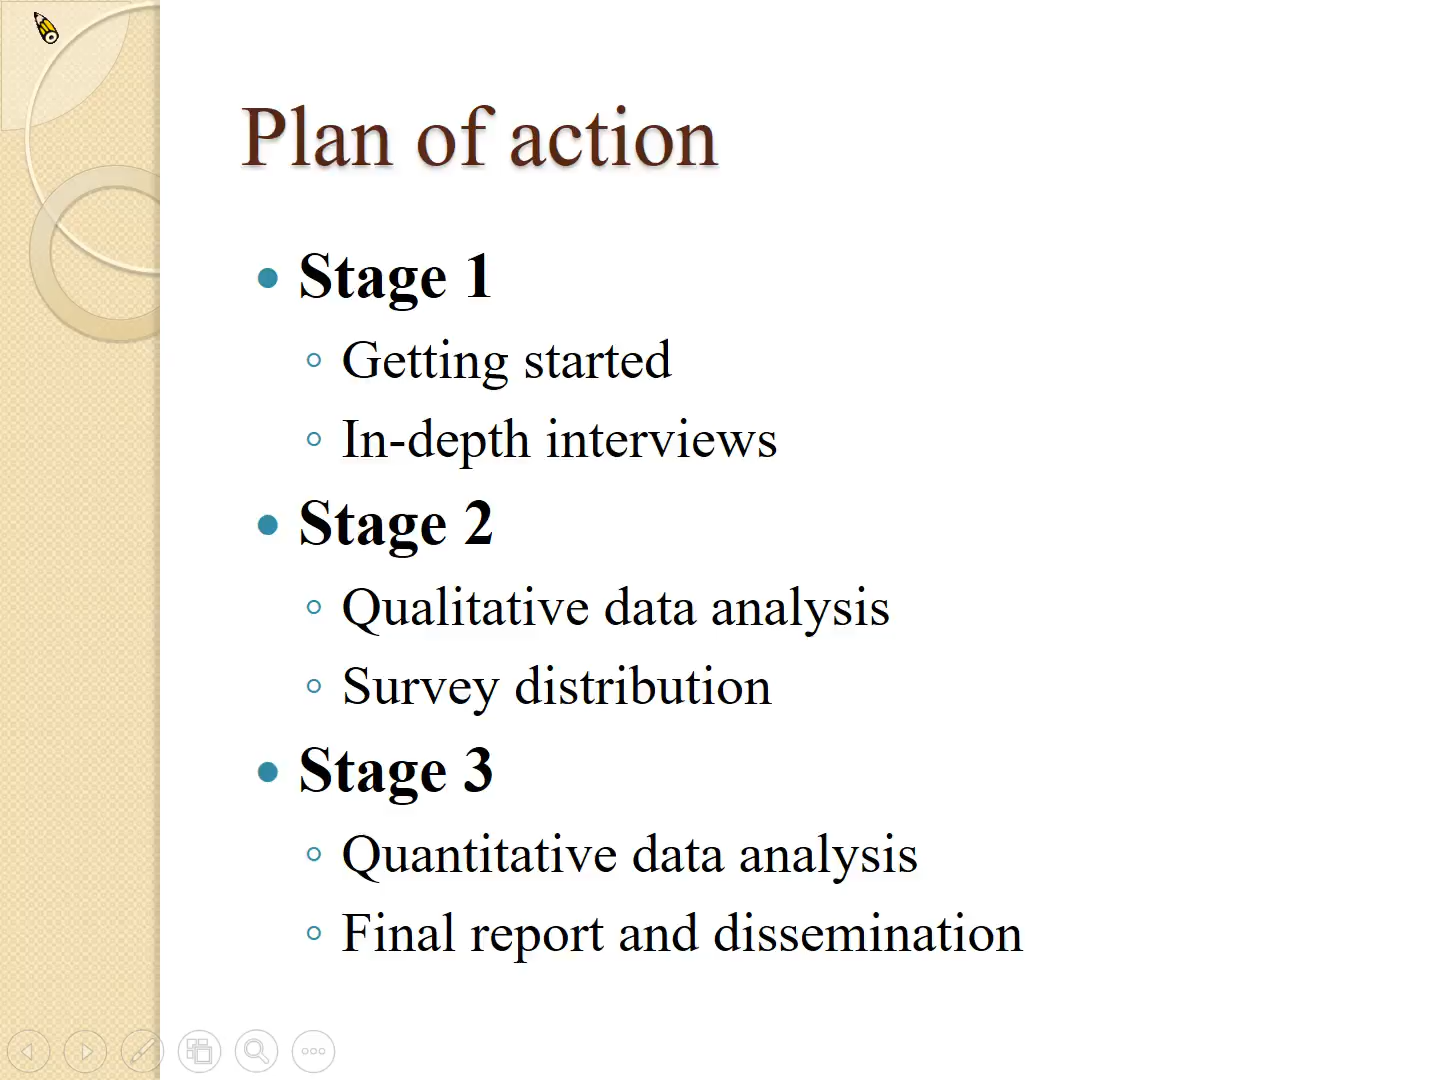 Plan of action
Stage 1
Getting started
In-depth interviews
Stage 2
Qualitative data analysis
Survey distribution
Stage 3
Quantitative data analysis
Final report and dissemination